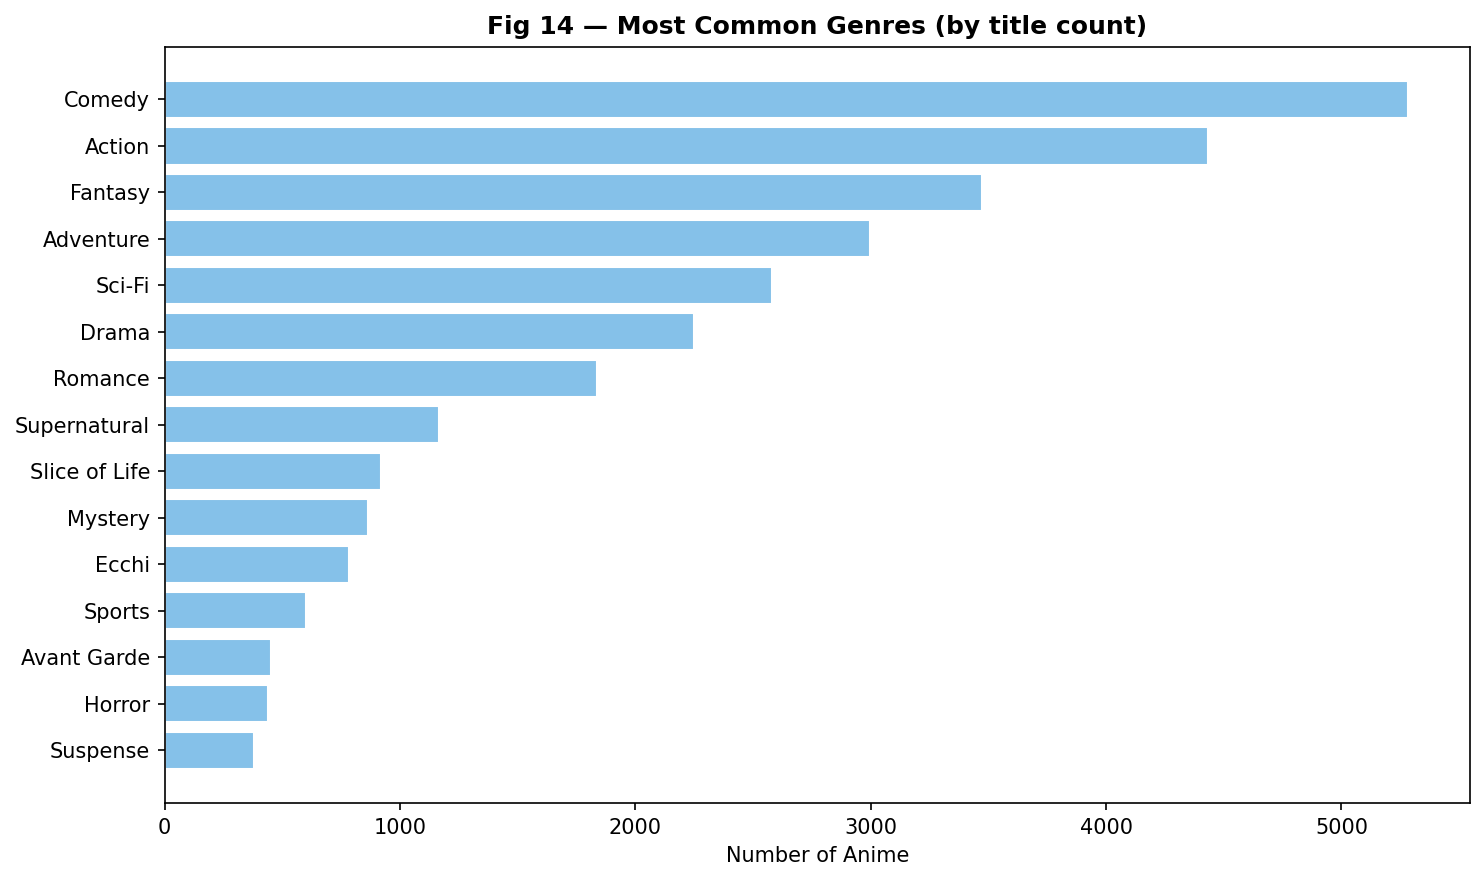 Fig 14 — Most Common Genres (by title count)
Comedy
Action
Fantasy
Adventure
Sci-Fi
Drama
Romance
Supernatural
Slice of Life
Mystery
Ecchi
Sports
Avant Garde
Horror
Suspense
0 1000 2000 3000 4000 5000
Number of Anime